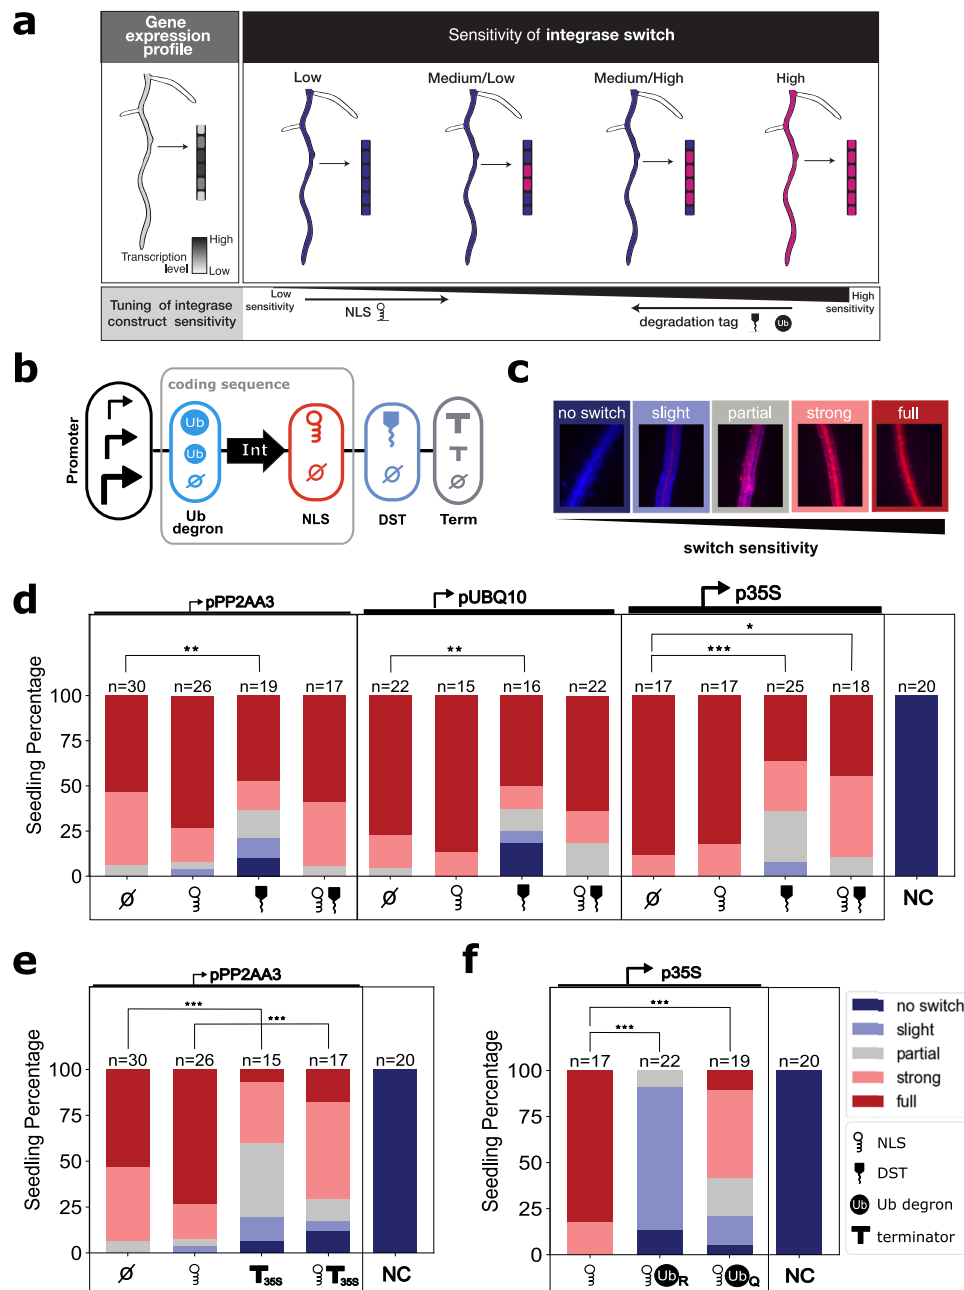 a
Gene
expression
profile
Sensitivity of integrase switch
Low
Medium/Low
Medium/High
High
Transcription
level
High
Low
Tuning of integrase
construct sensitivity
Low
sensitivity
NLS
degradation tag
Ub
High
sensitivity
b
coding sequence
Promoter
Ub
Ub
Ø
Int
Ø
Ø
T
T
Ø
Ub
degron
NLS
DST
Term
c
no switch
slight
partial
strong
full
switch sensitivity
d
pPP2AA3
pUBQ10
p35S
**
**
***
*
n=30
n=26
n=19
n=17
n=22
n=15
n=16
n=22
n=17
n=17
n=25
n=18
n=20
Seedling Percentage
100
75
50
25
0
Ø
Ø
Ø
NC
e
pPP2AA3
***
***
n=30
n=26
n=15
n=17
n=20
Seedling Percentage
100
75
50
25
0
Ø
T35S
T35S
NC
f
p35S
***
***
n=17
n=22
n=19
n=20
Seedling Percentage
100
75
50
25
0
UbR
UbQ
NC
no switch
slight
partial
strong
full
NLS
DST
Ub
Ub degron
T
terminator